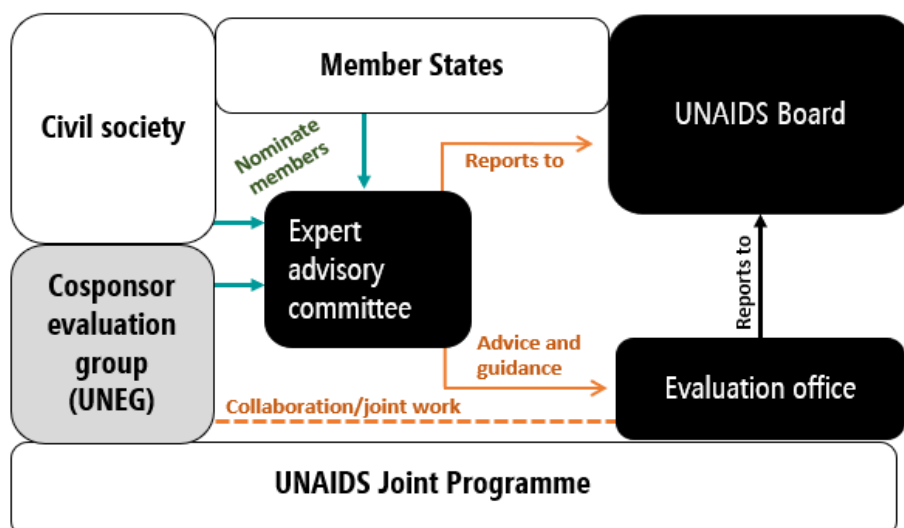 Member States
Civil society
UNAIDS Board
Nominate
members
Reports to
Expert
advisory
committee
Cosponsor
evaluation
group
(UNEG)
Reports to
Advice and
guidance
Evaluation office
Collaboration/joint work
UNAIDS Joint Programme